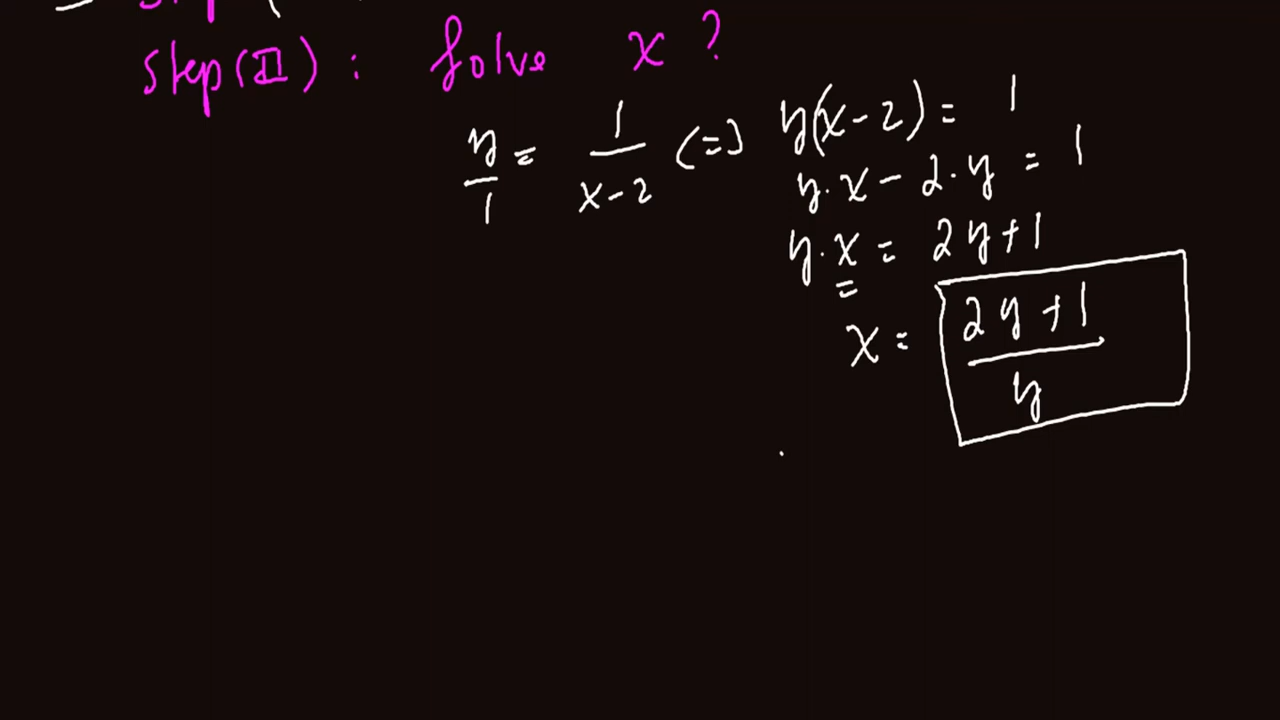 step(II): Solve x?
y/1 = 1/(x-2) (=) y(x-2) = 1
y·x - 2·y = 1
y·x = 2y+1
x = (2y+1)/y